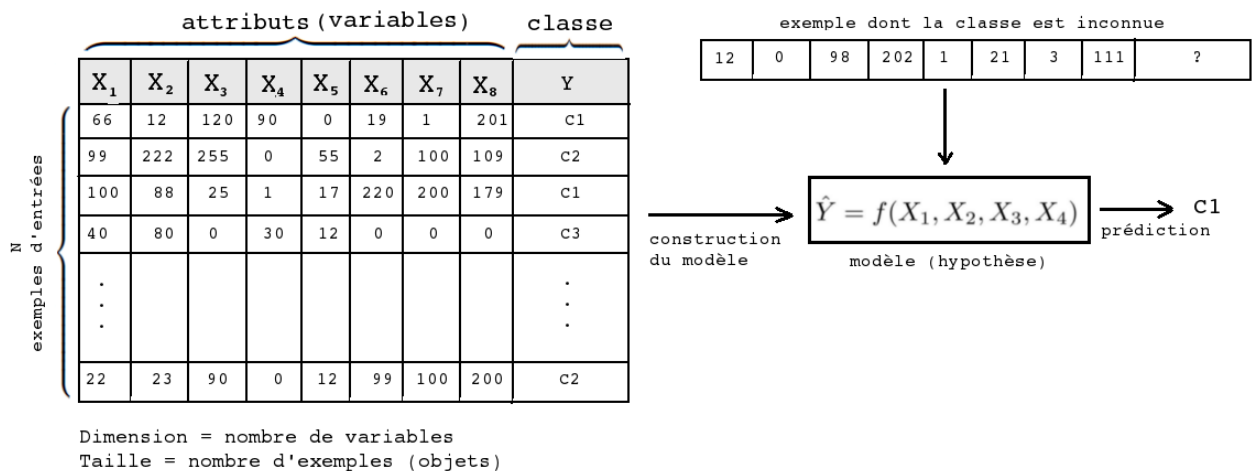 attributs (variables)
classe
X1 X2 X3 X4 X5 X6 X7 X8 Y
66 12 120 90 0 19 1 201 C1
99 222 255 0 55 2 100 109 C2
100 88 25 1 17 220 200 179 C1
40 80 0 30 12 0 0 0 C3
22 23 90 0 12 99 100 200 C2
N
exemples d'entrées
Dimension = nombre de variables
Taille = nombre d'exemples (objets)
exemple dont la classe est inconnue
12 0 98 202 1 21 3 111 ?
construction
du modèle
Ŷ = f(X1, X2, X3, X4)
modèle (hypothèse)
prédiction
C1